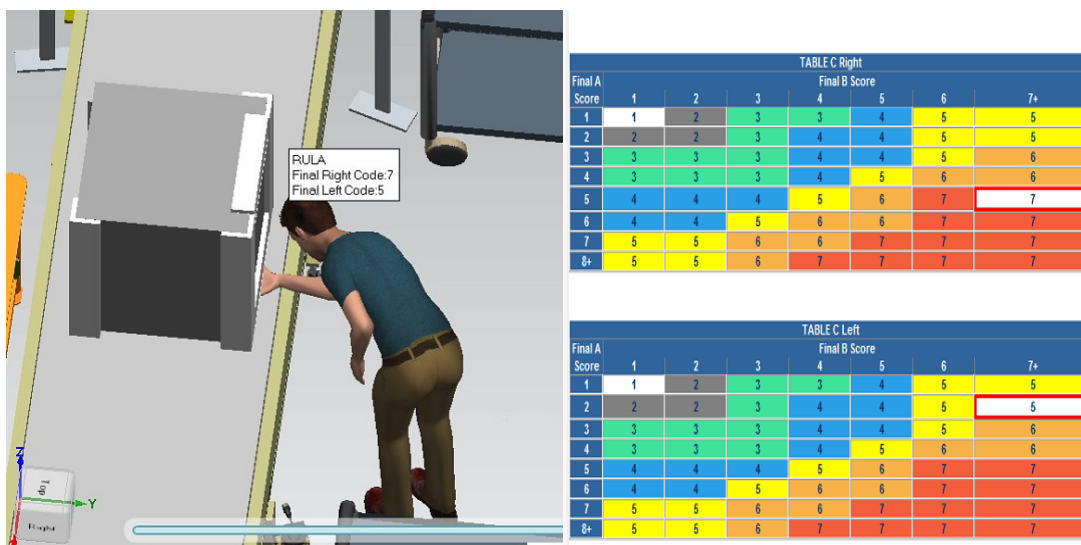 RULA
Final Right Code:7
Final Left Code:5
Z
Y
Top
Right
TABLE C Right
Final A Score Final B Score
1 2 3 4 5 6 7+
1 1 2 3 3 4 5 5
2 2 2 3 4 4 5 5
3 3 3 3 4 4 5 6
4 3 3 3 4 5 6 6
5 4 4 4 5 6 7 7
6 4 4 5 6 6 7 7
7 5 5 6 6 7 7 7
8+ 5 5 6 7 7 7 7
TABLE C Left
Final A Score Final B Score
1 2 3 4 5 6 7+
1 1 2 3 3 4 5 5
2 2 2 3 4 4 5 5
3 3 3 3 4 4 5 6
4 3 3 3 4 5 6 6
5 4 4 4 5 6 7 7
6 4 4 5 6 6 7 7
7 5 5 6 6 7 7 7
8+ 5 5 6 7 7 7 7